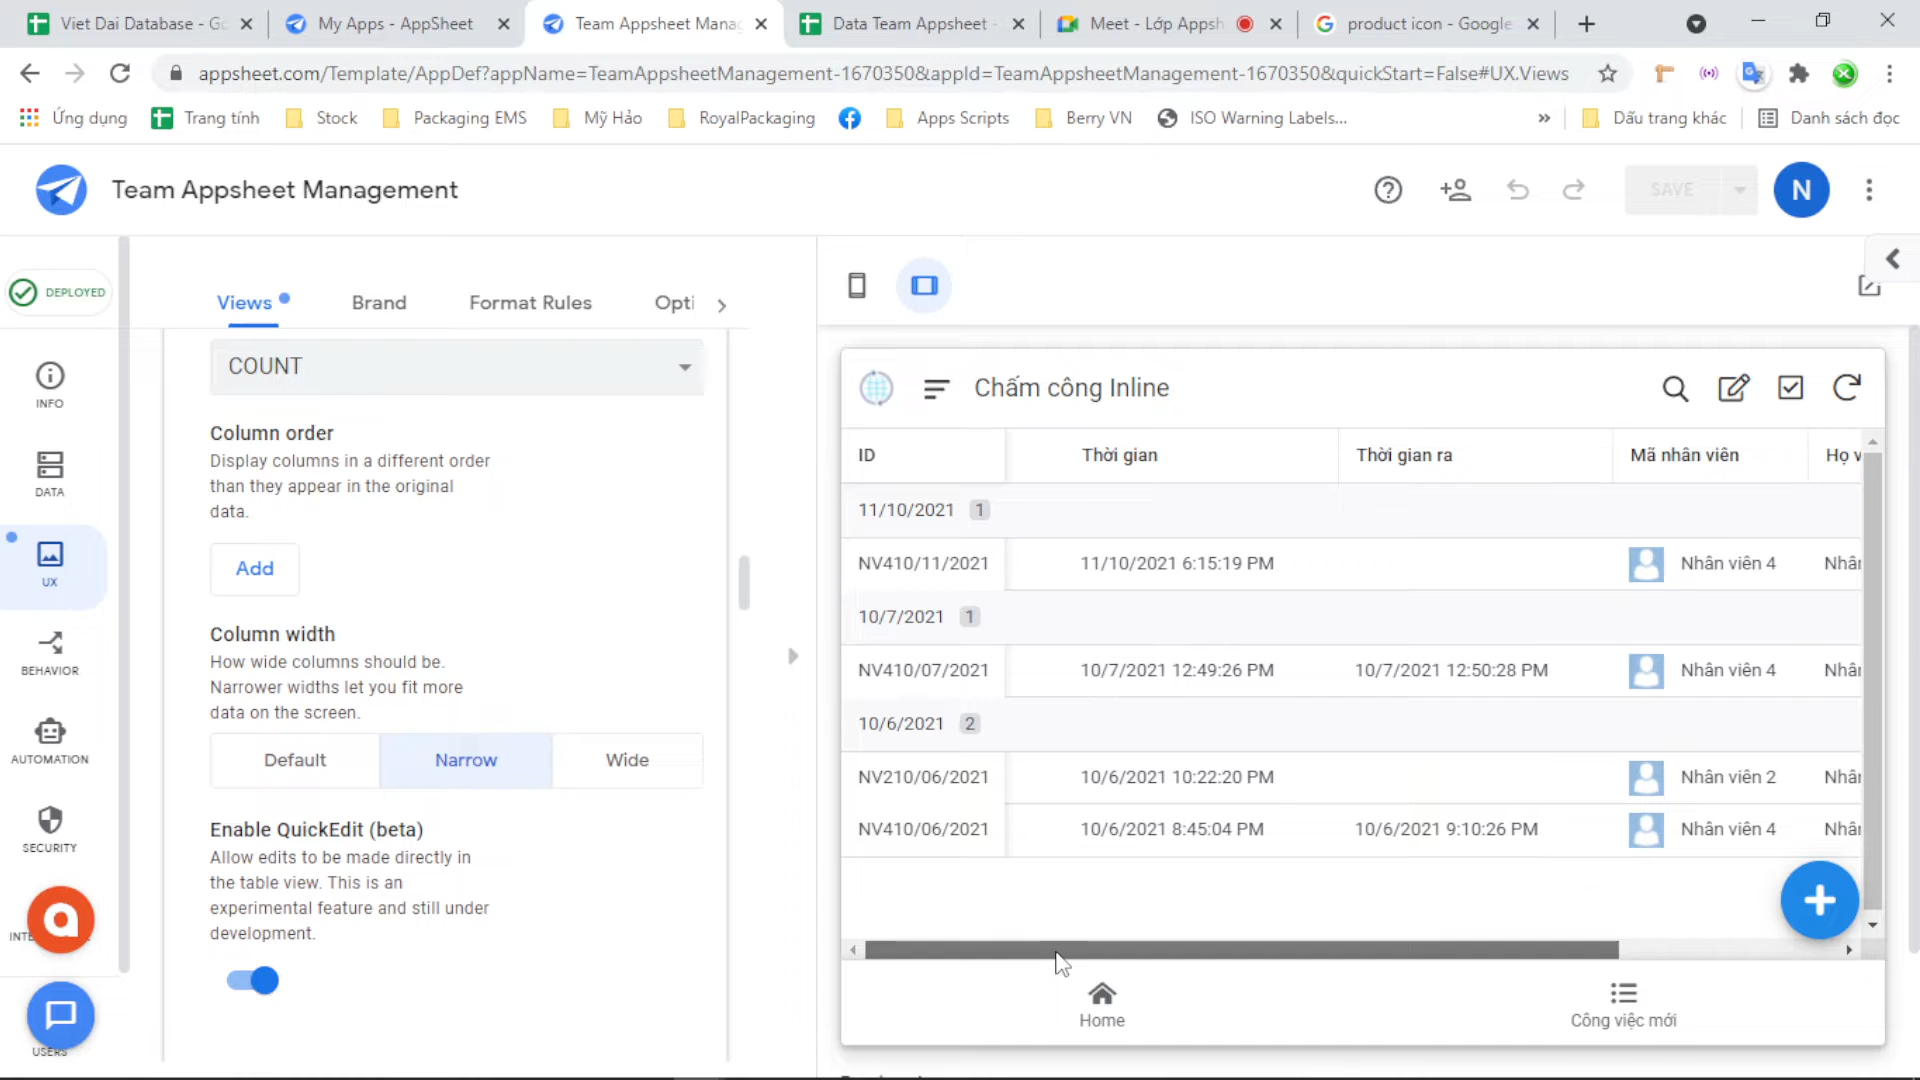 Viet Dai Database - Go
My Apps - AppSheet
Team Appsheet Manag
Data Team Appsheet -
Meet - Lớp Appsh
product icon - Google
appsheet.com/Template/AppDef?appName=TeamAppsheetManagement-1670350&appId=TeamAppsheetManagement-1670350&quickStart=False#UX.Views
Ứng dụng
Trang tính
Stock
Packaging EMS
Mỹ Hảo
RoyalPackaging
Apps Scripts
Berry VN
ISO Warning Labels...
»
Dấu trang khác
Danh sách đọc
Team Appsheet Management
SAVE
N
DEPLOYED
Views
Brand
Format Rules
Opti
INFO
DATA
UX
BEHAVIOR
AUTOMATION
SECURITY
INTE
USERS
COUNT
Column order
Display columns in a different order
than they appear in the original
data.
Add
Column width
How wide columns should be.
Narrower widths let you fit more
data on the screen.
Default Narrow Wide
Enable QuickEdit (beta)
Allow edits to be made directly in
the table view. This is an
experimental feature and still under
development.
Chấm công Inline
ID Thời gian Thời gian ra Mã nhân viên Họ v
11/10/2021 1
NV410/11/2021 11/10/2021 6:15:19 PM Nhân viên 4 Nhân
10/7/2021 1
NV410/07/2021 10/7/2021 12:49:26 PM 10/7/2021 12:50:28 PM Nhân viên 4 Nhân
10/6/2021 2
NV210/06/2021 10/6/2021 10:22:20 PM Nhân viên 2 Nhân
NV410/06/2021 10/6/2021 8:45:04 PM 10/6/2021 9:10:26 PM Nhân viên 4 Nhân
Home
Công việc mới